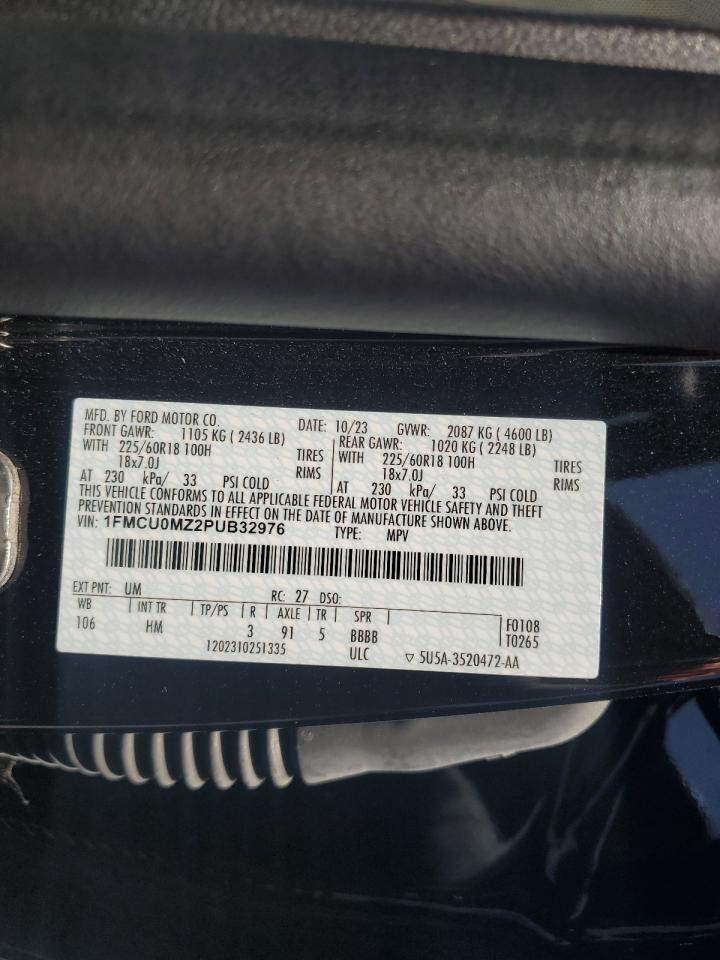 MFD. BY FORD MOTOR CO. DATE: 10/23 GVWR: 2087 KG (4600 LB)
FRONT GAWR: 1105 KG (2436 LB) REAR GAWR: 1020 KG (2248 LB)
WITH 225/60R18 100H TIRES WITH 225/60R18 100H TIRES
18x7.0J RIMS 18x7.0J RIMS
AT 230 kPa/ 33 PSI COLD AT 230 kPa/ 33 PSI COLD
THIS VEHICLE CONFORMS TO ALL APPLICABLE FEDERAL MOTOR VEHICLE SAFETY AND THEFT
PREVENTION STANDARDS IN EFFECT ON THE DATE OF MANUFACTURE SHOWN ABOVE.
VIN: 1FMCU0MZ2PUB32976 TYPE: MPV
EXT PNT: UM RC: 27 DSO:
WB INT TR TP/PS R AXLE TR SPR F0108
106 HM 3 91 5 BBBB T0265
1202310251335 ULC ▽ 5U5A-3520472-AA